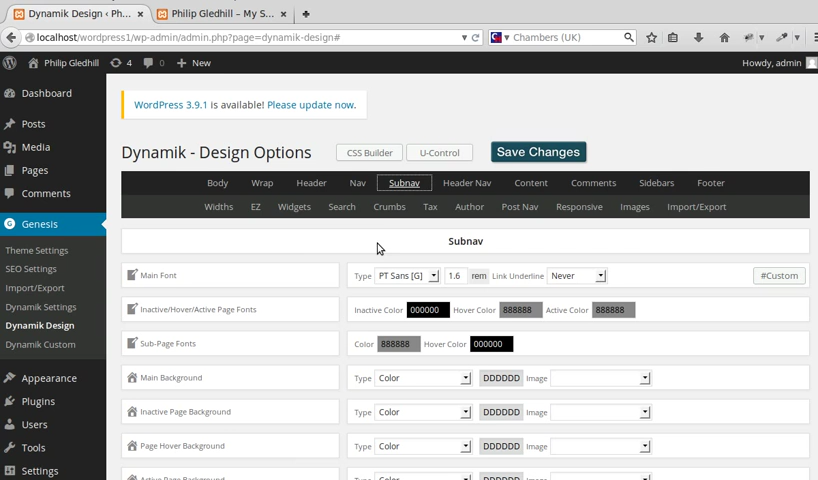 Dynamik Design ‹ Ph... × Philip Gledhill – My S... ×
localhost/wordpress1/wp-admin/admin.php?page=dynamik-design# Chambers (UK)
Philip Gledhill 4 0 New Howdy, admin
Dashboard
Posts
Media
Pages
Comments
Genesis
Theme Settings
SEO Settings
Import/Export
Dynamik Settings
Dynamik Design
Dynamik Custom
Appearance
Plugins
Users
Tools
Settings
WordPress 3.9.1 is available! Please update now.
Dynamik - Design Options CSS Builder U-Control Save Changes
Body Wrap Header Nav Subnav Header Nav Content Comments Sidebars Footer
Widths EZ Widgets Search Crumbs Tax Author Post Nav Responsive Images Import/Export
Subnav
Main Font Type PT Sans [G] 1.6 rem Link Underline Never #Custom
Inactive/Hover/Active Page Fonts Inactive Color 000000 Hover Color 888888 Active Color 888888
Sub-Page Fonts Color 888888 Hover Color 000000
Main Background Type Color DDDDDD Image
Inactive Page Background Type Color DDDDDD Image
Page Hover Background Type Color DDDDDD Image
Active Page Background Type Color DDDDDD Image